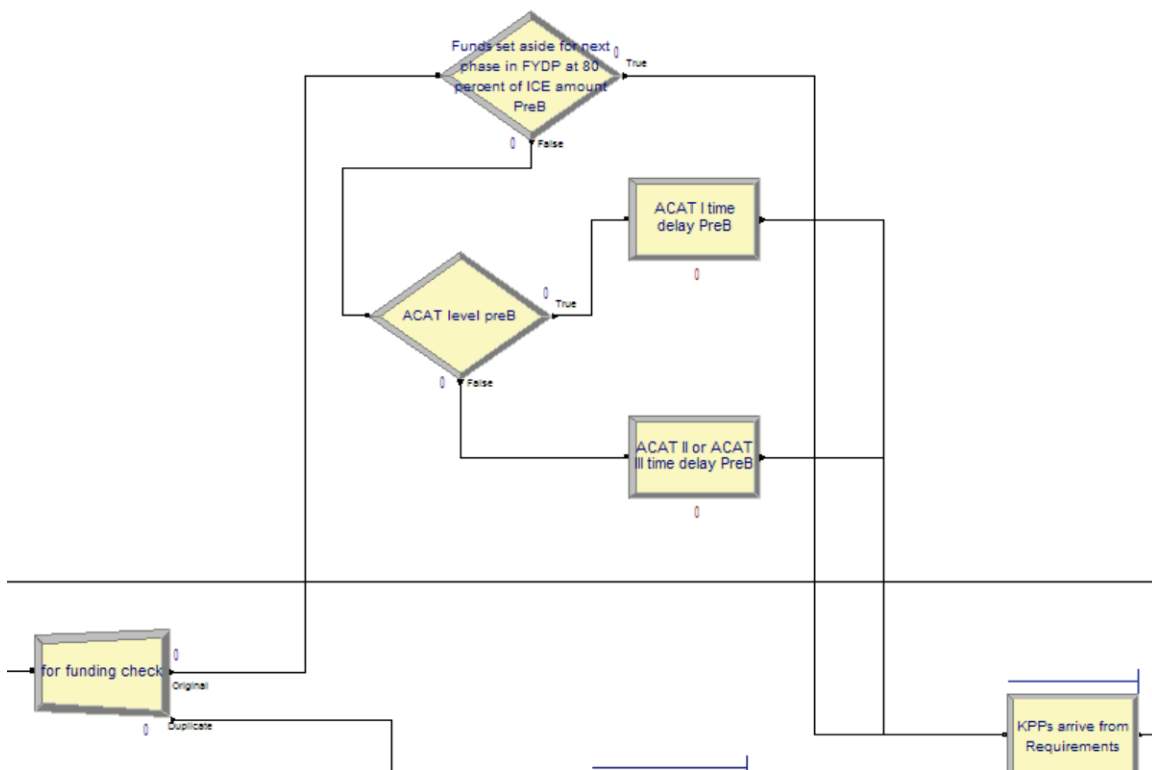 Funds set aside for next
phase in FYDP at 80
percent of ICE amount
PreB
0
True
0
False
ACAT I time
delay PreB
0
ACAT level preB
0
True
0
False
ACAT II or ACAT
III time delay PreB
0
for funding check
0
Original
0
Duplicate
KPPs arrive from
Requirements